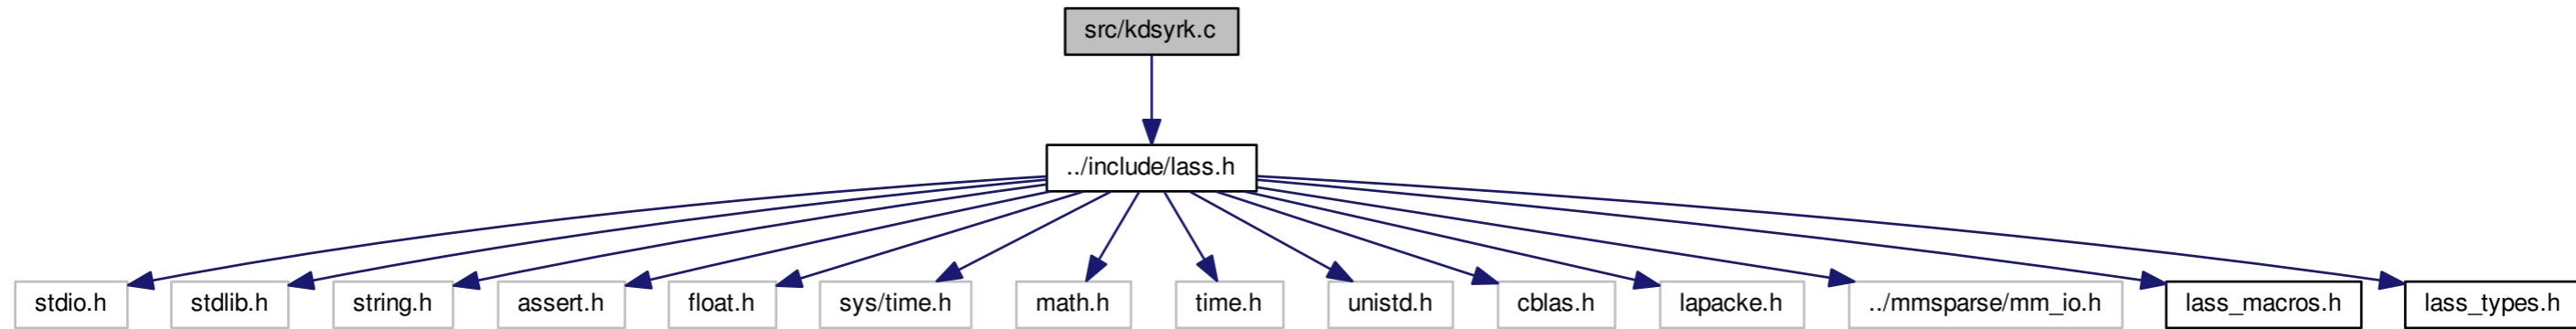 src/kdsyrk.c
../include/lass.h
stdio.h
stdlib.h
string.h
assert.h
float.h
sys/time.h
math.h
time.h
unistd.h
cblas.h
lapacke.h
../mmsparse/mm_io.h
lass_macros.h
lass_types.h